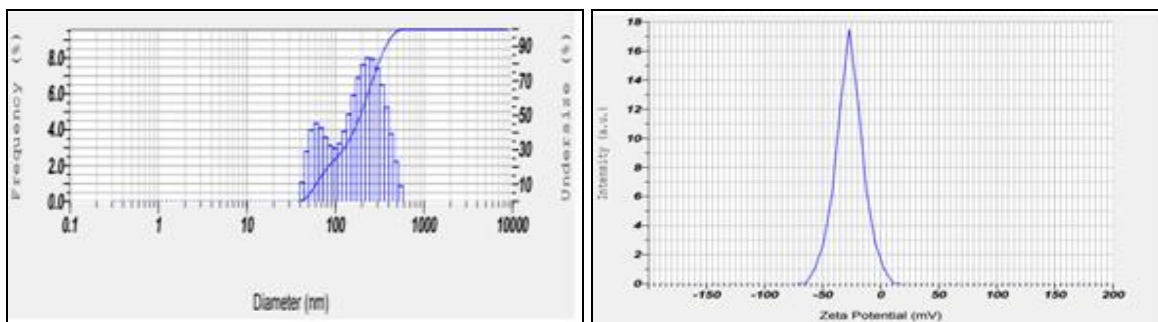 Frequency (%)
8.0
6.0
4.0
2.0
0.0
90
70
50
30
10
Undersize (%)
0.1 1 10 100 1000 10000
Diameter (nm)
Intensity (a.u.)
18
16
14
12
10
8
6
4
2
0
-150 -100 -50 0 50 100 150 200
Zeta Potential (mV)